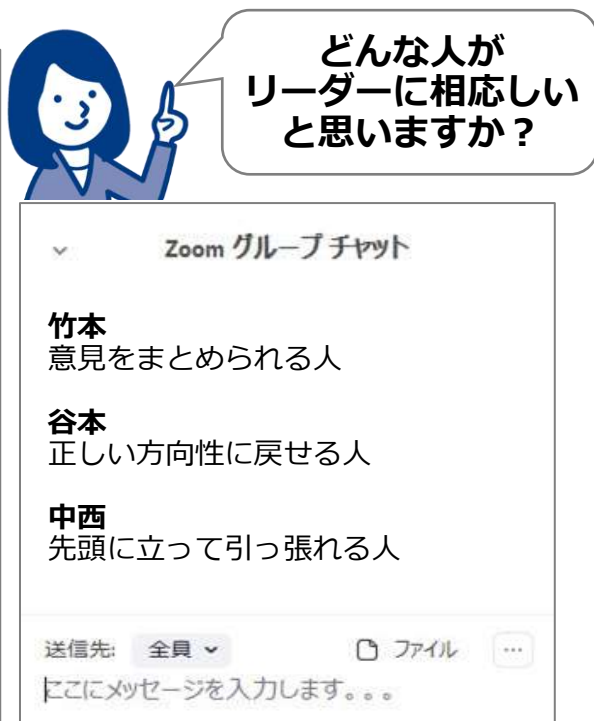 どんな人が
リーダーに相応しい
と思いますか？
Zoom グループ チャット
竹本
意見をまとめられる人
谷本
正しい方向性に戻せる人
中西
先頭に立って引っ張れる人
送信先: 全員 ファイル ...
ここにメッセージを入力します。。。